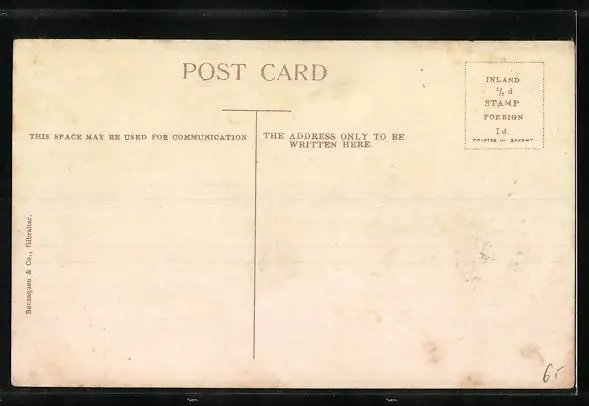 POST CARD
THIS SPACE MAY BE USED FOR COMMUNICATION.
THE ADDRESS ONLY TO BE
WRITTEN HERE.
INLAND
½ d
STAMP
FOREIGN
1d.
PRINTED IN SAXONY
Benzaquen & Co., Gibraltar.
6.-